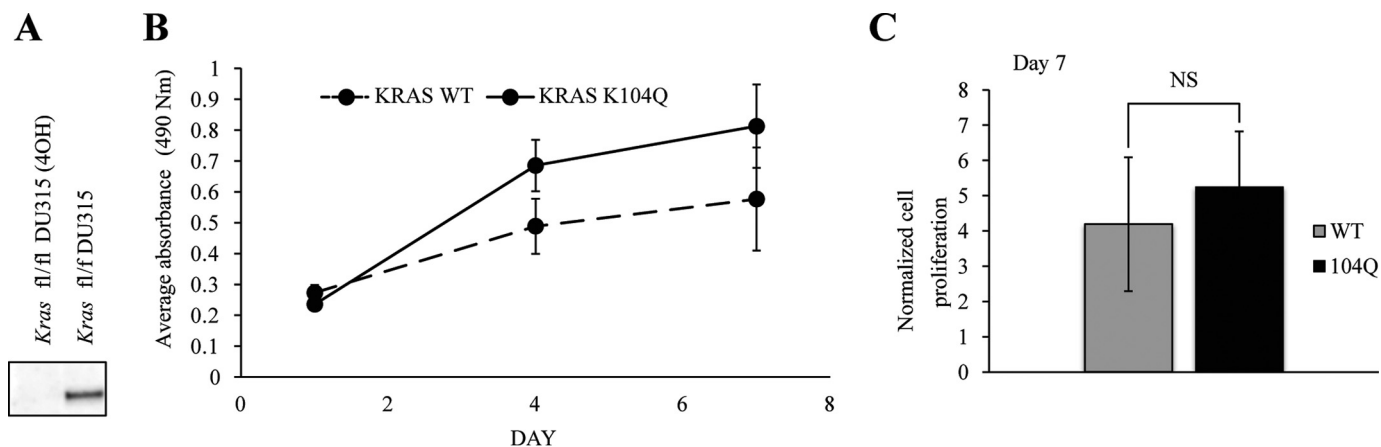 A
Kras fl/fl DU315 (4OH)
Kras fl/f DU315
B
Average absorbance (490 Nm)
1
0.9
0.8
0.7
0.6
0.5
0.4
0.3
0.2
0.1
0
KRAS WT
KRAS K104Q
0 2 4 6 8
DAY
C
Day 7
NS
Normalized cell
proliferation
8
7
6
5
4
3
2
1
0
WT
104Q